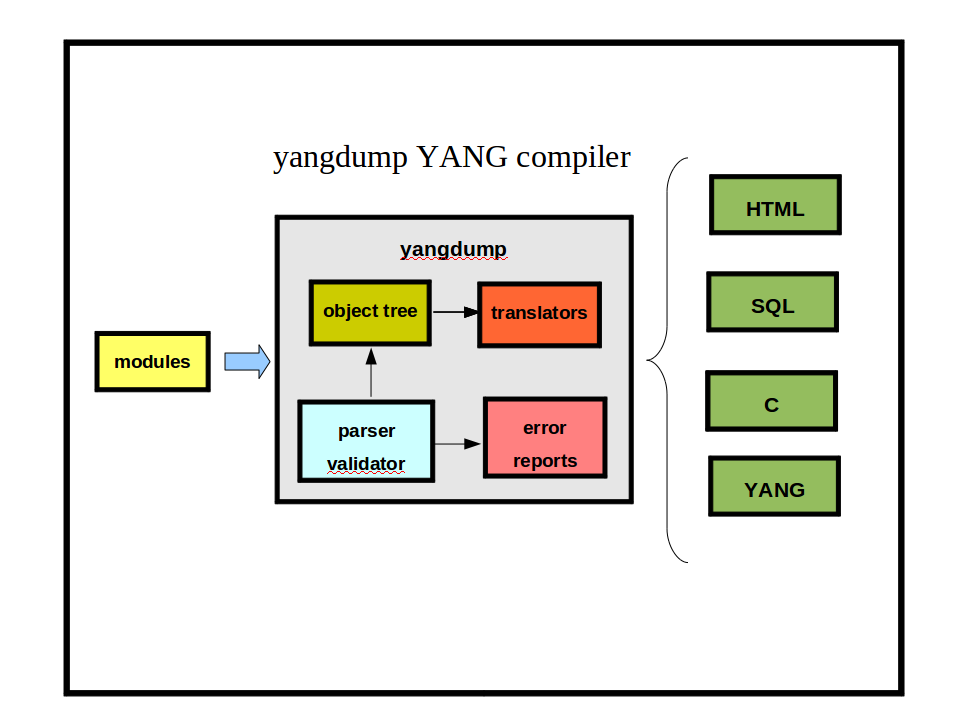 yangdump YANG compiler
yangdump
modules
object tree
translators
parser
validator
error
reports
HTML
SQL
C
YANG